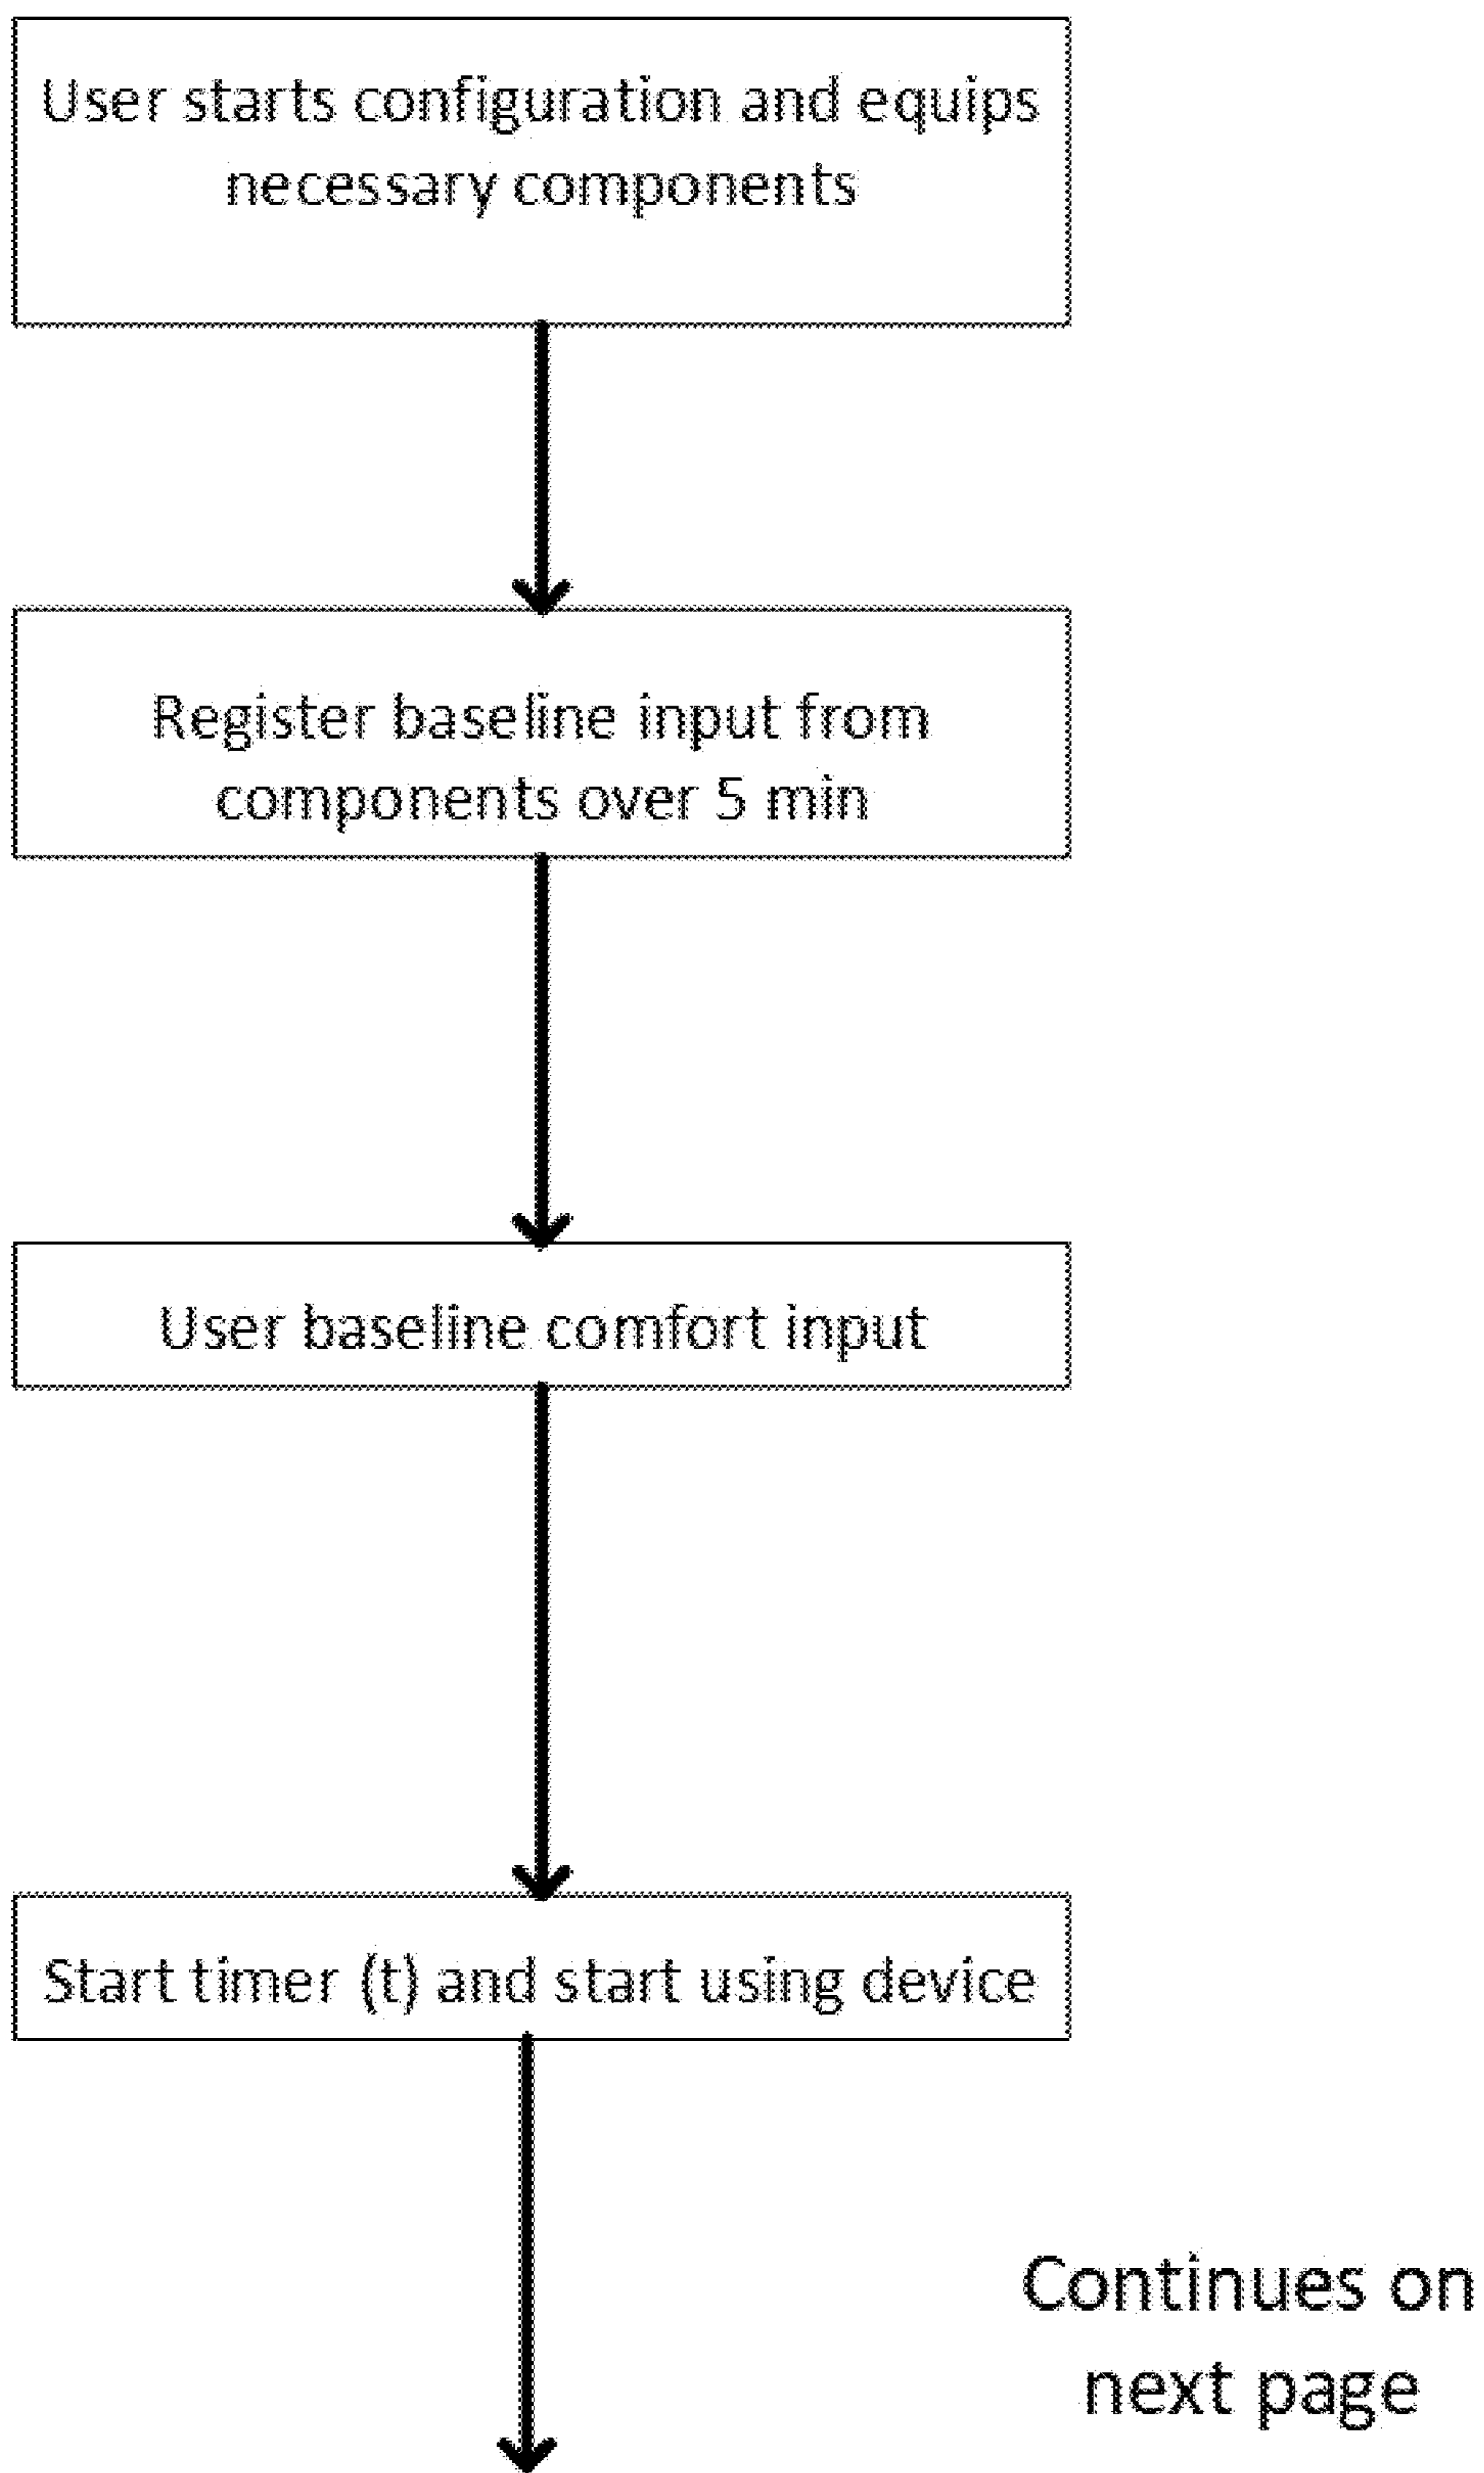 User starts configuration and equips
necessary components
Register baseline input from
components over 5 min
User baseline comfort input
Start timer (t) and start using device
Continues on
next page